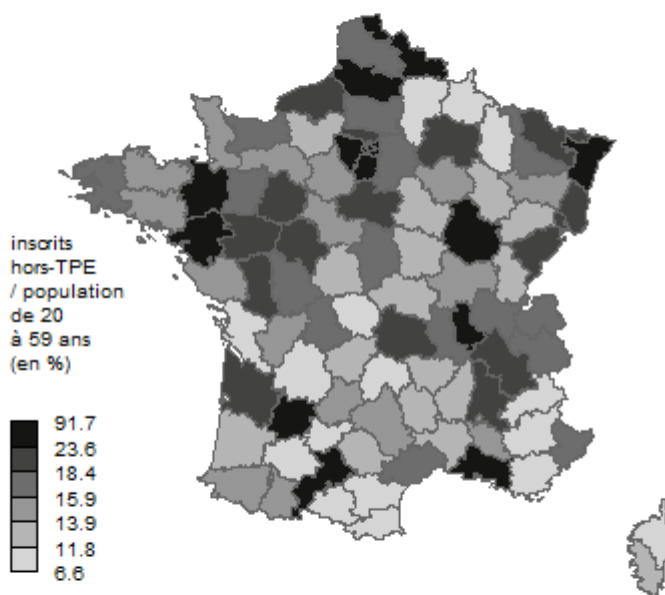 inscrits
hors-TPE
/ population
de 20
à 59 ans
(en %)
91.7
23.6
18.4
15.9
13.9
11.8
6.6